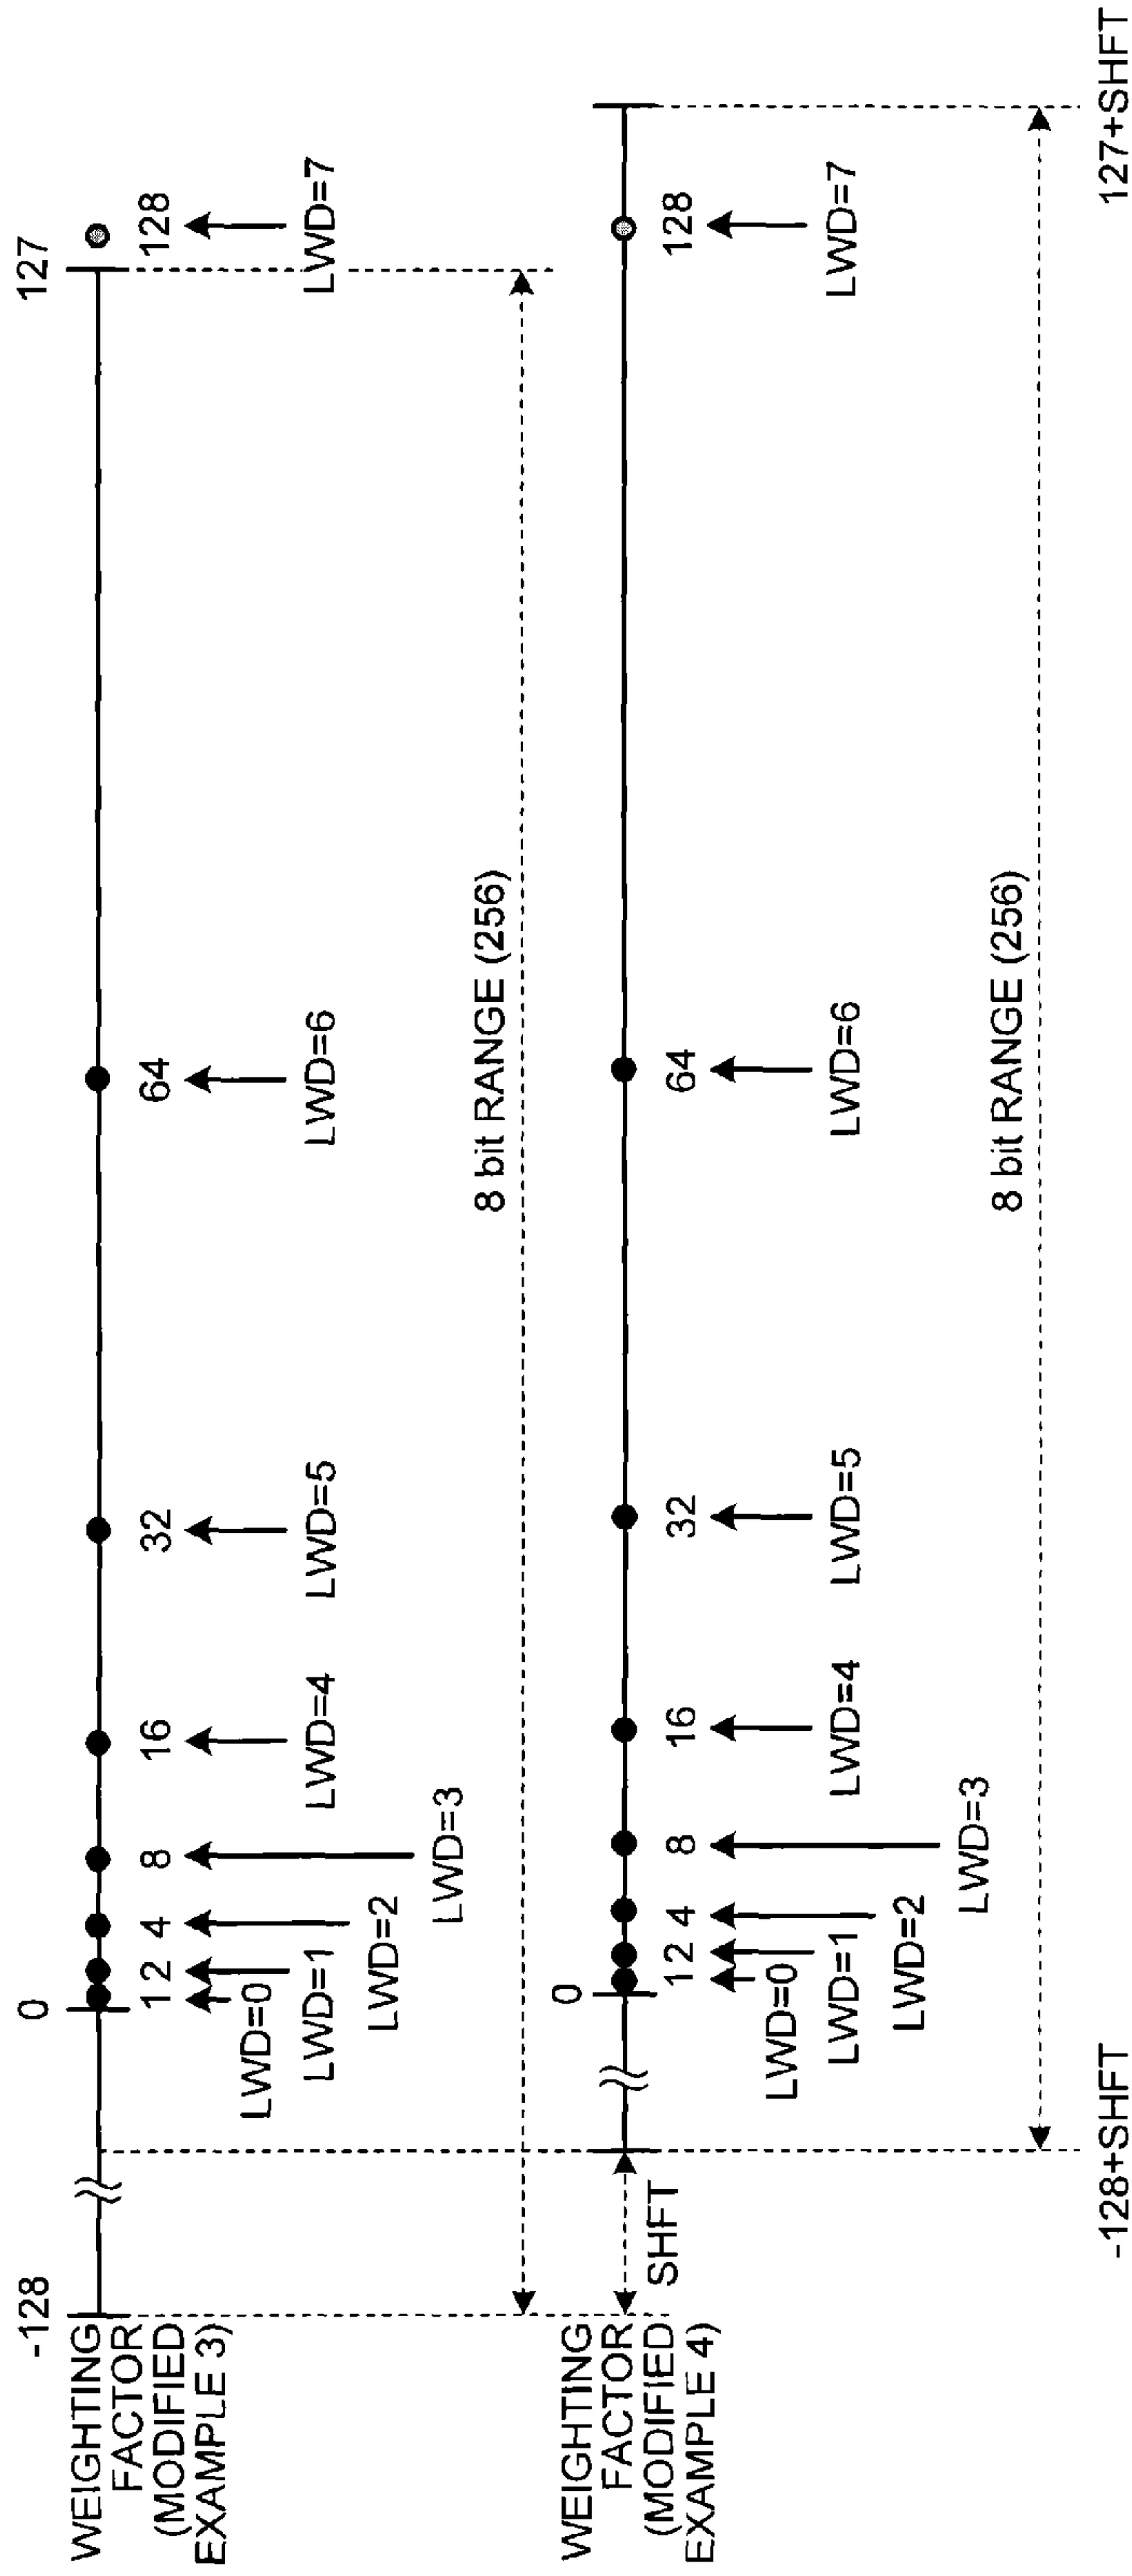 -128
0
127
WEIGHTING
FACTOR
(MODIFIED
EXAMPLE 3)
1 2 4 8 16 32 64 128
LWD=0
LWD=1
LWD=2
LWD=3
LWD=4
LWD=5
LWD=6
LWD=7
8 bit RANGE (256)
0
WEIGHTING
FACTOR
(MODIFIED
EXAMPLE 4)
SHFT
1 2 4 8 16 32 64 128
LWD=0
LWD=1
LWD=2
LWD=3
LWD=4
LWD=5
LWD=6
LWD=7
8 bit RANGE (256)
-128+SHFT
127+SHFT